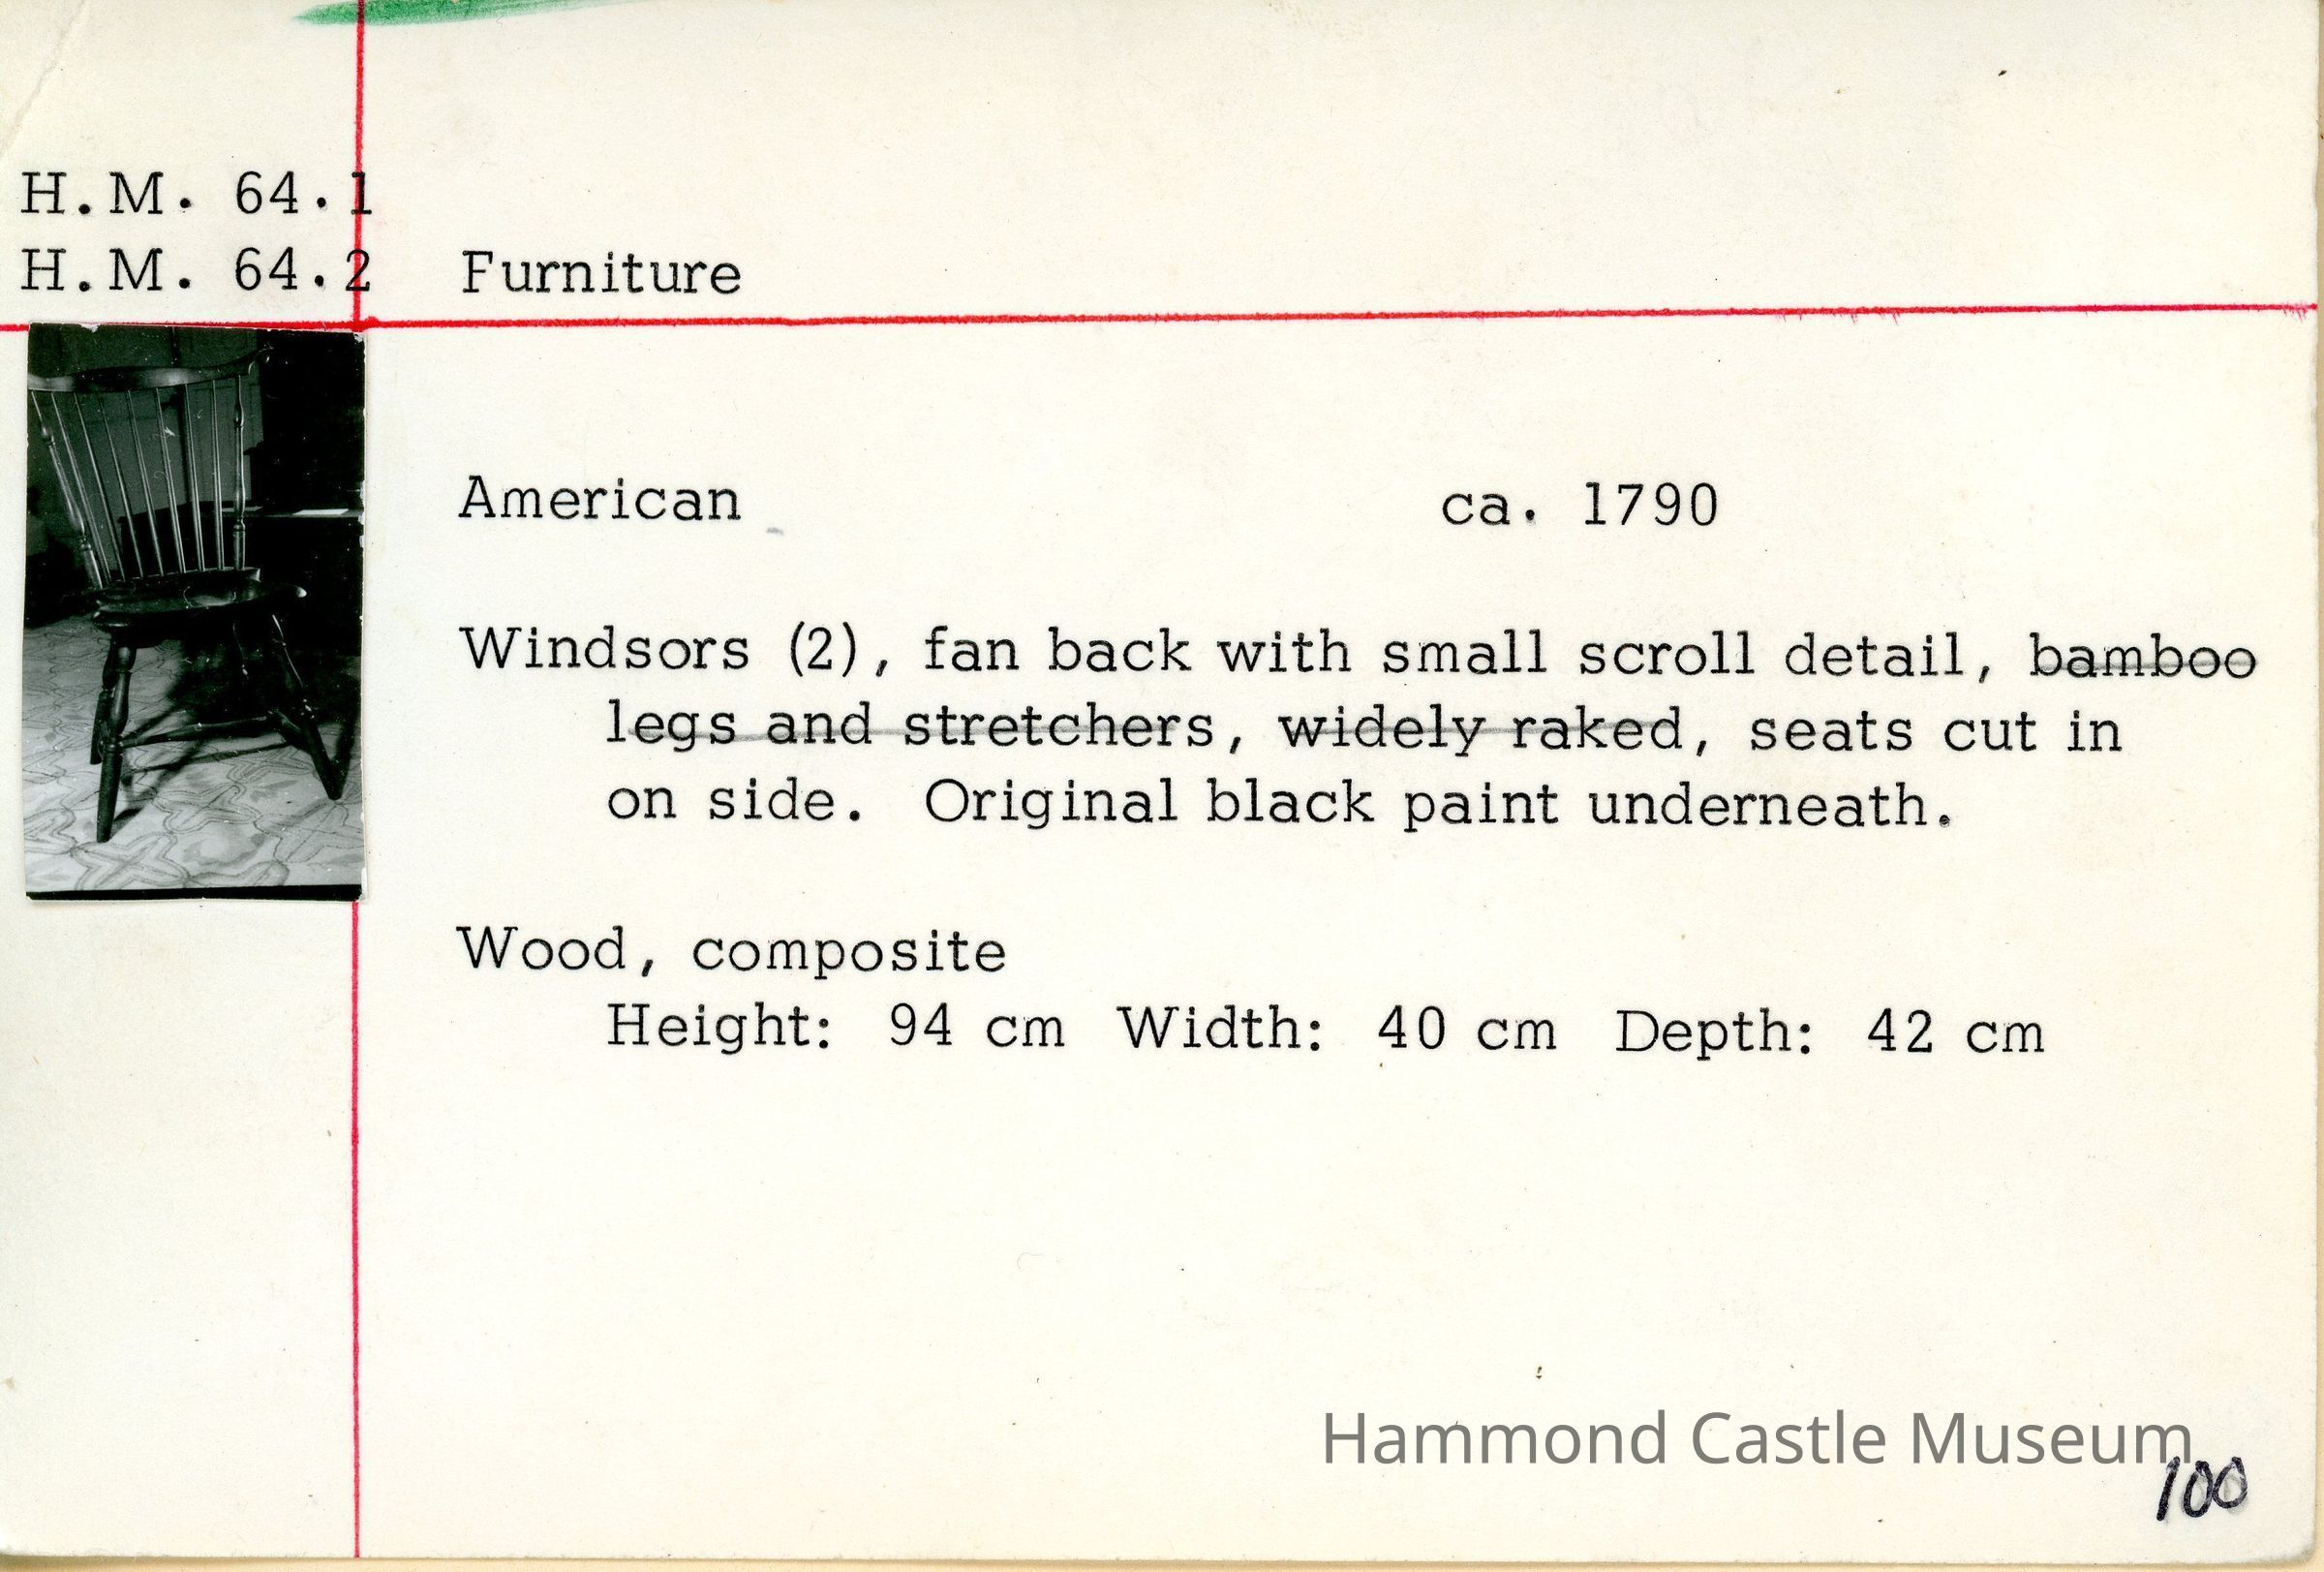 H.M. 64.1
H.M. 64.2 Furniture
American ca. 1790
Windsors (2), fan back with small scroll detail, bamboo
legs and stretchers, widely raked, seats cut in
on side. Original black paint underneath.
Wood, composite
Height: 94 cm Width: 40 cm Depth: 42 cm
Hammond Castle Museum
100